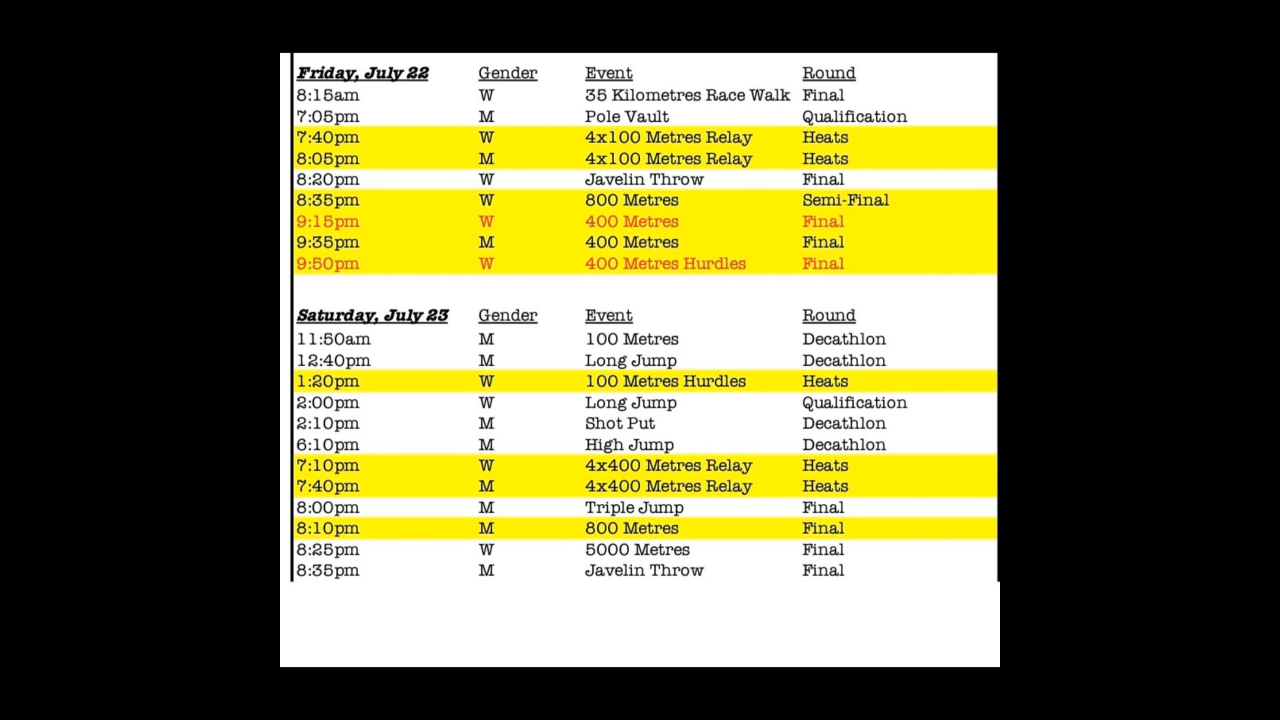 Friday, July 22 Gender Event Round
8:15am W 35 Kilometres Race Walk Final
7:05pm M Pole Vault Qualification
7:40pm W 4x100 Metres Relay Heats
8:05pm M 4x100 Metres Relay Heats
8:20pm W Javelin Throw Final
8:35pm W 800 Metres Semi-Final
9:15pm W 400 Metres Final
9:35pm M 400 Metres Final
9:50pm W 400 Metres Hurdles Final
Saturday, July 23 Gender Event Round
11:50am M 100 Metres Decathlon
12:40pm M Long Jump Decathlon
1:20pm W 100 Metres Hurdles Heats
2:00pm W Long Jump Qualification
2:10pm M Shot Put Decathlon
6:10pm M High Jump Decathlon
7:10pm W 4x400 Metres Relay Heats
7:40pm M 4x400 Metres Relay Heats
8:00pm M Triple Jump Final
8:10pm M 800 Metres Final
8:25pm W 5000 Metres Final
8:35pm M Javelin Throw Final